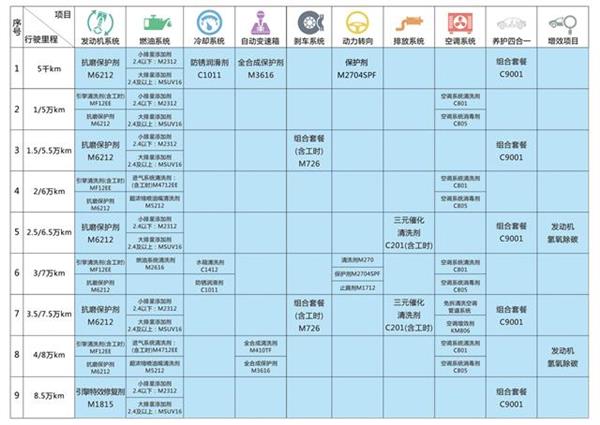 序号
项目
行驶里程
发动机系统
燃油系统
冷却系统
自动变速箱
刹车系统
动力转向
排放系统
空调系统
养护四合一
增效项目
1
5千km
抗磨保护剂
M6212
小排量添加剂
2.4以下：M2312
大排量添加剂
2.4及以上：MSUV16
防锈润滑剂
C1011
全合成保护剂
M3616
保护剂
M2704SPF
组合套餐
C9001
2
1/5万km
引擎清洗剂(含工时)
MF12EE
抗磨保护剂
M6212
小排量添加剂
2.4以下：M2312
大排量添加剂
2.4及以上：MSUV16
空调系统清洗剂
C801
空调系统消毒剂
C805
3
1.5/5.5万km
抗磨保护剂
M6212
小排量添加剂
2.4以下：M2312
大排量添加剂
2.4及以上：MSUV16
组合套餐
(含工时)
M726
组合套餐
C9001
4
2/6万km
引擎清洗剂(含工时)
MF12EE
抗磨保护剂
M6212
进气系统清洗剂：
(含工时)M4712EE
超浓缩喷油嘴清洗剂
M5212
空调系统清洗剂
C801
空调系统消毒剂
C805
5
2.5/6.5万km
抗磨保护剂
M6212
小排量添加剂
2.4以下：M2312
大排量添加剂
2.4及以上：MSUV16
三元催化
清洗剂
C201(含工时)
组合套餐
C9001
发动机
氢氧除碳
6
3/7万km
引擎清洗剂(含工时)
MF12EE
抗磨保护剂
M6212
燃油系统清洗剂
M2616
水箱清洗剂
C1412
防锈润滑剂
C1011
清洗剂M270
保护剂M2704SPF
止漏剂M1712
空调系统清洗剂
C801
空调系统消毒剂
C805
7
3.5/7.5万km
抗磨保护剂
M6212
小排量添加剂
2.4以下：M2312
大排量添加剂
2.4及以上：MSUV16
组合套餐
(含工时)
M726
三元催化
清洗剂
C201(含工时)
免拆清洗空调
管道系统
空调增效剂
KM806
组合套餐
C9001
8
4/8万km
引擎清洗剂(含工时)
MF12EE
抗磨保护剂
M6212
进气系统清洗剂：
(含工时)M4712EE
超浓缩喷油嘴清洗剂
M5212
全合成清洗剂
M410TF
全合成保护剂
M3616
空调系统清洗剂
C801
空调系统消毒剂
C805
发动机
氢氧除碳
9
8.5万km
引擎特效修复剂
M1815
小排量添加剂
2.4以下：M2312
大排量添加剂
2.4及以上：MSUV16
组合套餐
C9001